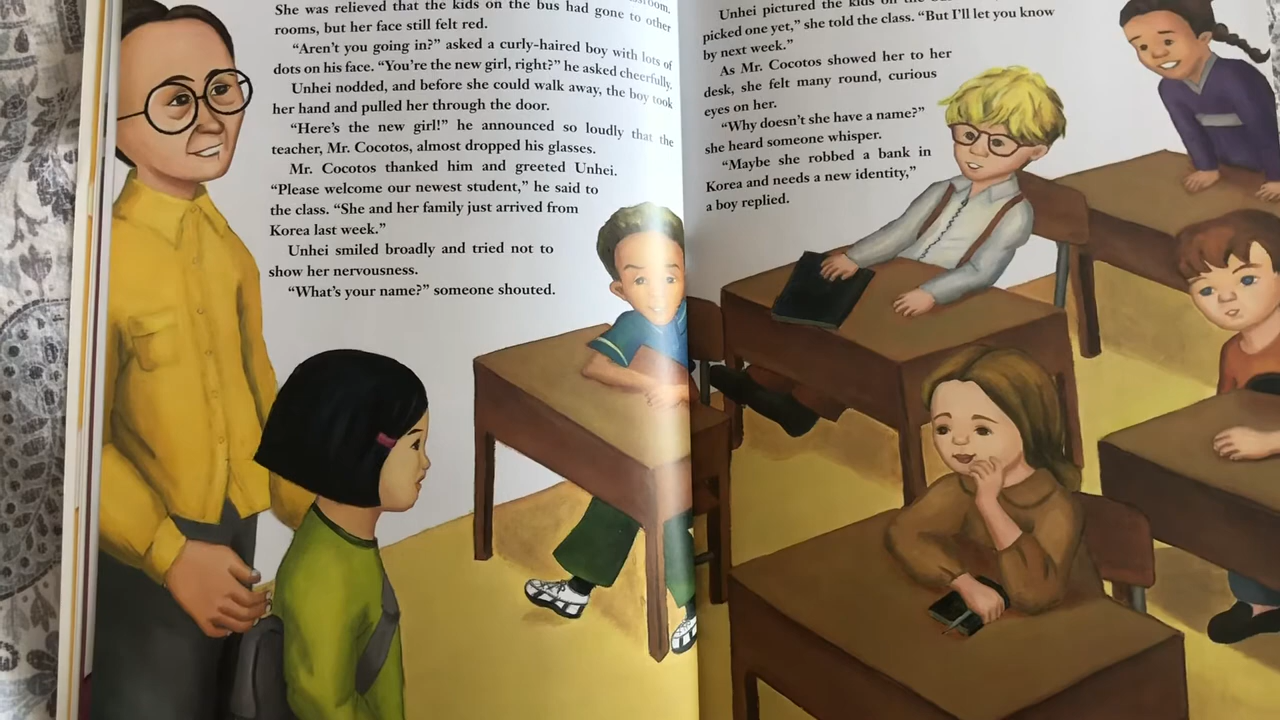 She was relieved that the kids on the bus had gone to other
rooms, but her face still felt red.
“Aren’t you going in?” asked a curly-haired boy with lots of
dots on his face. “You’re the new girl, right?” he asked cheerfully.
Unhei nodded, and before she could walk away, the boy took
her hand and pulled her through the door.
“Here’s the new girl!” he announced so loudly that the
teacher, Mr. Cocotos, almost dropped his glasses.
Mr. Cocotos thanked him and greeted Unhei.
“Please welcome our newest student,” he said to
the class. “She and her family just arrived from
Korea last week.”
Unhei smiled broadly and tried not to
show her nervousness.
“What’s your name?” someone shouted.
Unhei pictured the kids on the
picked one yet,” she told the class. “But I’ll let you know
by next week.”
As Mr. Cocotos showed her to her
desk, she felt many round, curious
eyes on her.
“Why doesn’t she have a name?”
she heard someone whisper.
“Maybe she robbed a bank in
Korea and needs a new identity,”
a boy replied.